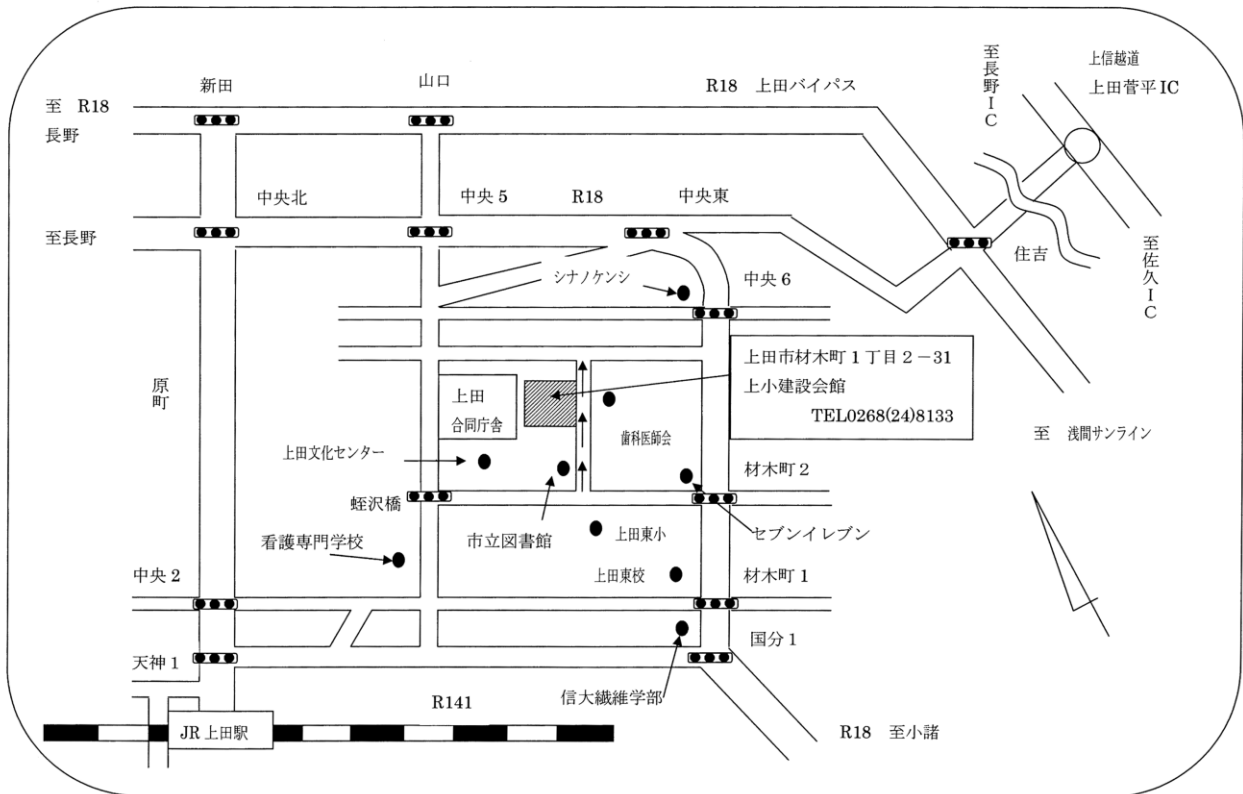 上信越道
上田菅平IC
至長野IC
新田
山口
R18 上田バイパス
至 R18
長野
中央北
中央5
R18
中央東
至長野
住吉
至佐久IC
シナノケンシ
中央6
上田市材木町1丁目2-31
上小建設会館
TEL0268(24)8133
原町
上田
合同庁舎
歯科医師会
至 浅間サンライン
上田文化センター
材木町2
蛭沢橋
市立図書館
上田東小
セブンイレブン
看護専門学校
中央2
上田東校
材木町1
天神1
国分1
信大繊維学部
R141
JR上田駅
R18 至小諸